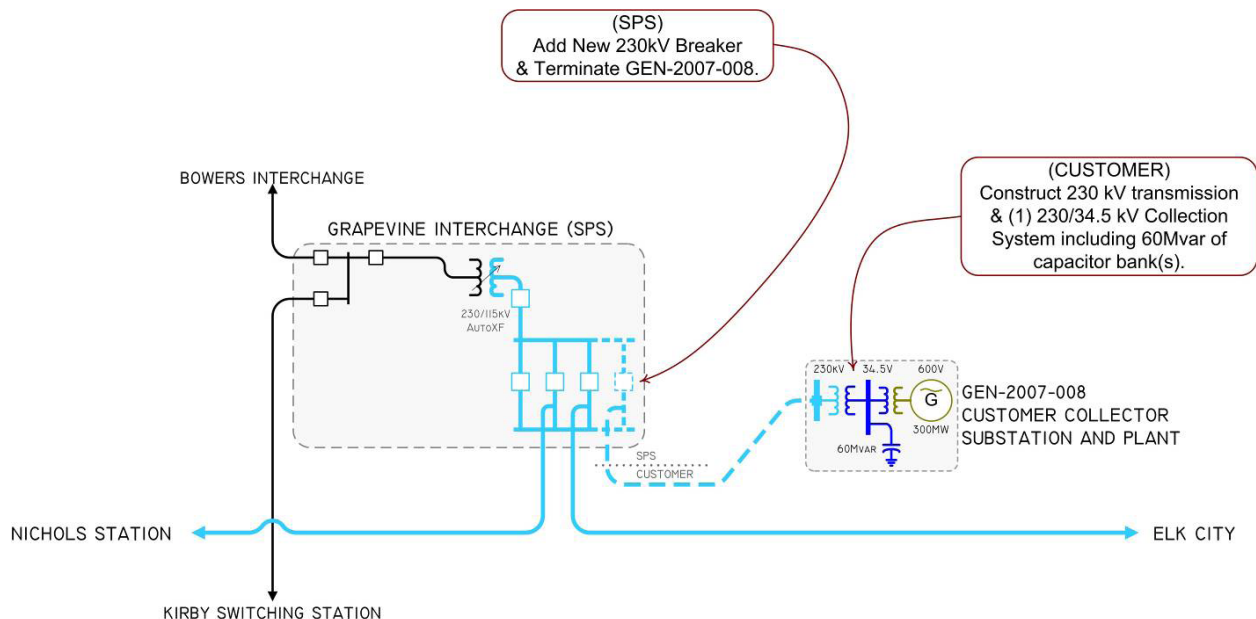 (SPS)
Add New 230kV Breaker
& Terminate GEN-2007-008.
(CUSTOMER)
Construct 230 kV transmission
& (1) 230/34.5 kV Collection
System including 60Mvar of
capacitor bank(s).
BOWERS INTERCHANGE
GRAPEVINE INTERCHANGE (SPS)
230/115KV
AUTOXF
230KV
34.5V
600V
G
300MW
60MVAR
GEN-2007-008
CUSTOMER COLLECTOR
SUBSTATION AND PLANT
SPS
CUSTOMER
NICHOLS STATION
ELK CITY
KIRBY SWITCHING STATION